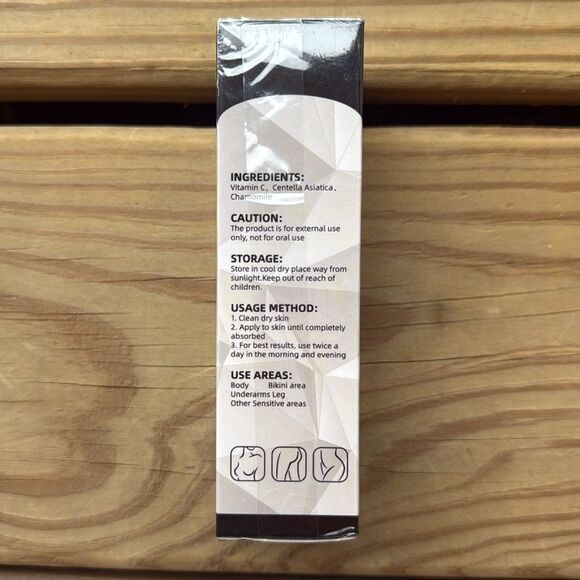 INGREDIENTS:
Vitamin C、Centella Asiatica、
Chamomile
CAUTION:
The product is for external use
only, not for oral use
STORAGE:
Store in cool dry place way from
sunlight.Keep out of reach of
children.
USAGE METHOD:
1. Clean dry skin
2. Apply to skin until completely
absorbed
3. For best results, use twice a
day in the morning and evening
USE AREAS:
Body Bikini area
Underarms Leg
Other Sensitive areas